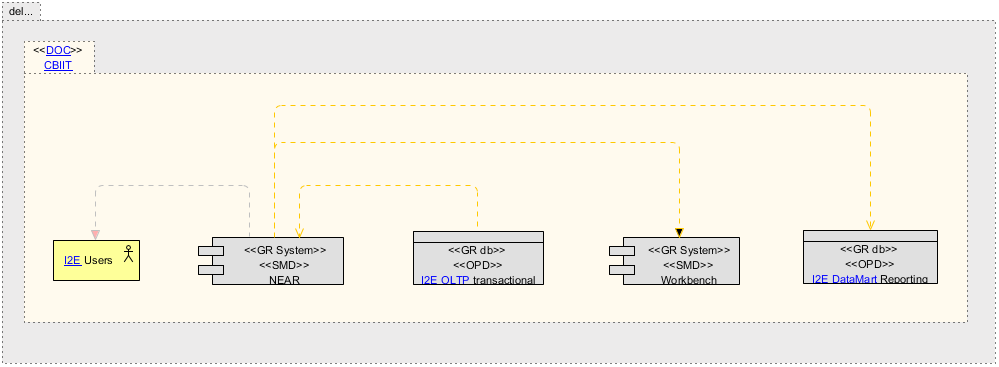 del...
<<DOC>>
CBIIT
I2E Users
<<GR System>>
<<SMD>>
NEAR
<<GR db>>
<<OPD>>
I2E OLTP transactional
<<GR System>>
<<SMD>>
Workbench
<<GR db>>
<<OPD>>
I2E DataMart Reporting